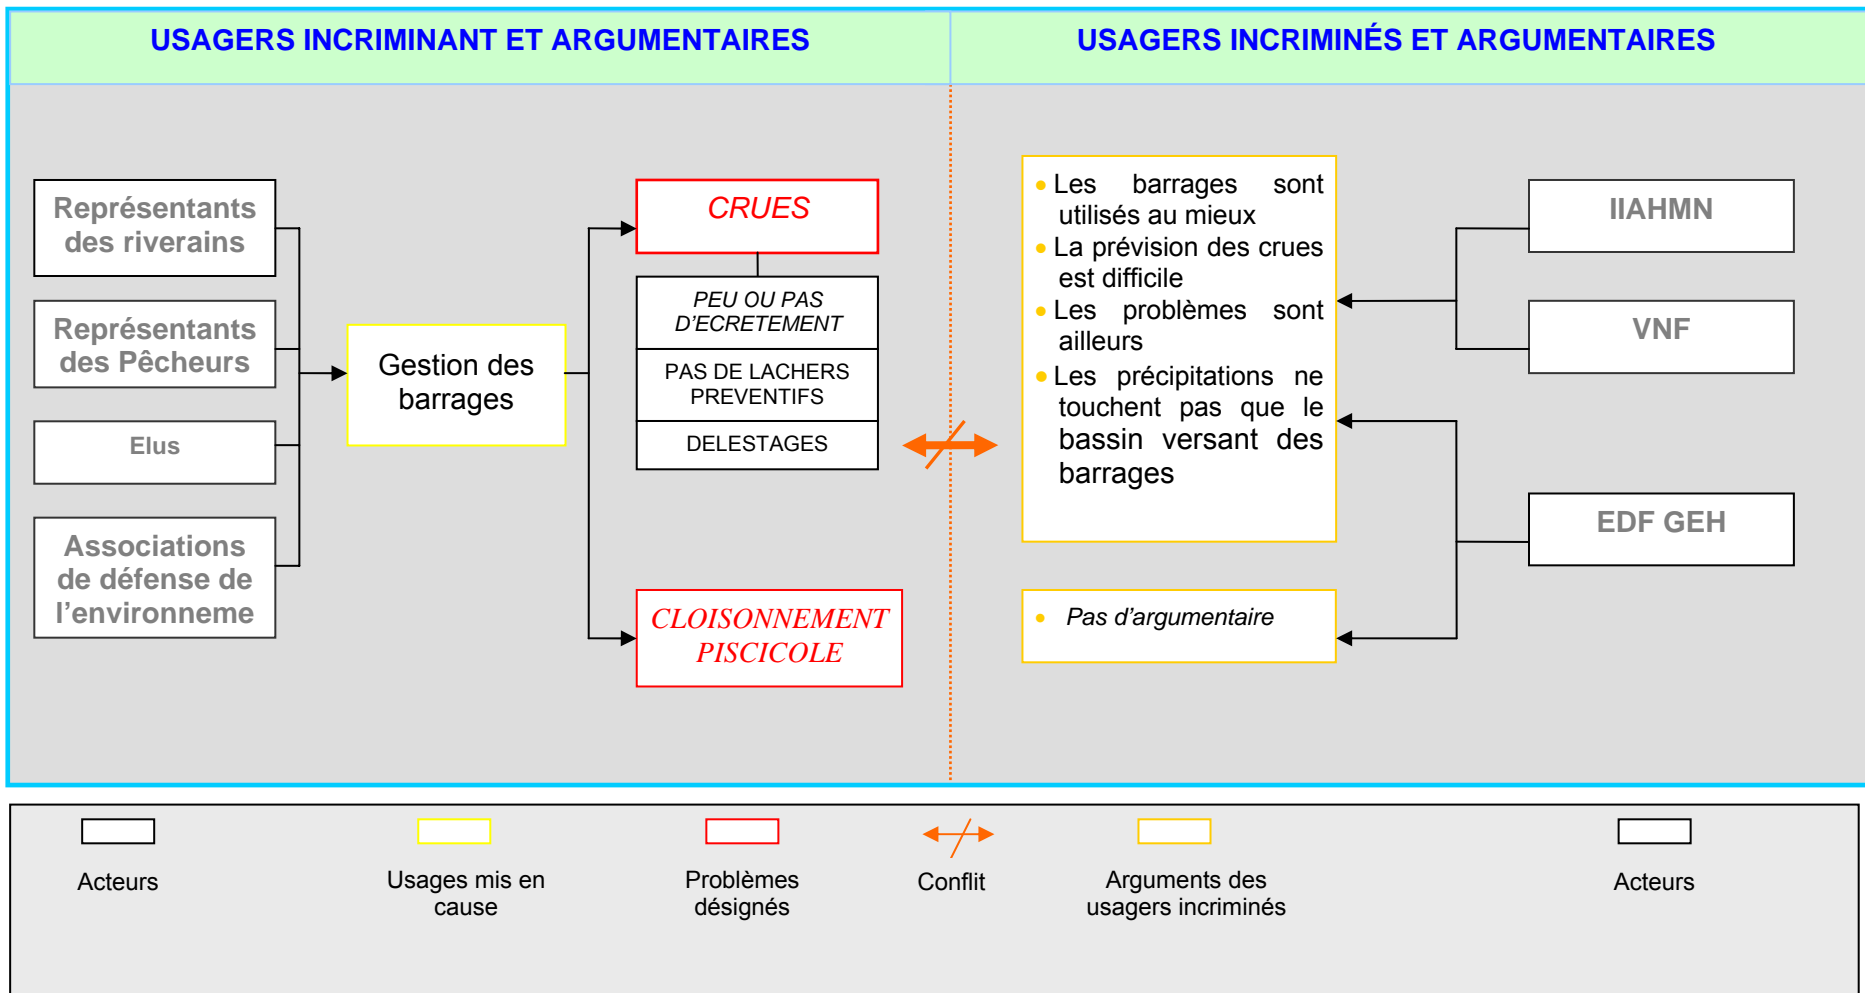 USAGERS INCRIMINANT ET ARGUMENTAIRES
USAGERS INCRIMINÉS ET ARGUMENTAIRES
Représentants
des riverains
Représentants
des Pêcheurs
Elus
Associations
de défense de
l’environneme
Gestion des
barrages
CRUES
PEU OU PAS
D’ECRETEMENT
PAS DE LACHERS
PREVENTIFS
DELESTAGES
CLOISONNEMENT
PISCICOLE
• Les barrages sont
utilisés au mieux
• La prévision des crues
est difficile
• Les problèmes sont
ailleurs
• Les précipitations ne
touchent pas que le
bassin versant des
barrages
• Pas d’argumentaire
IIAHMN
VNF
EDF GEH
Acteurs
Usages mis en
cause
Problèmes
désignés
Conflit
Arguments des
usagers incriminés
Acteurs